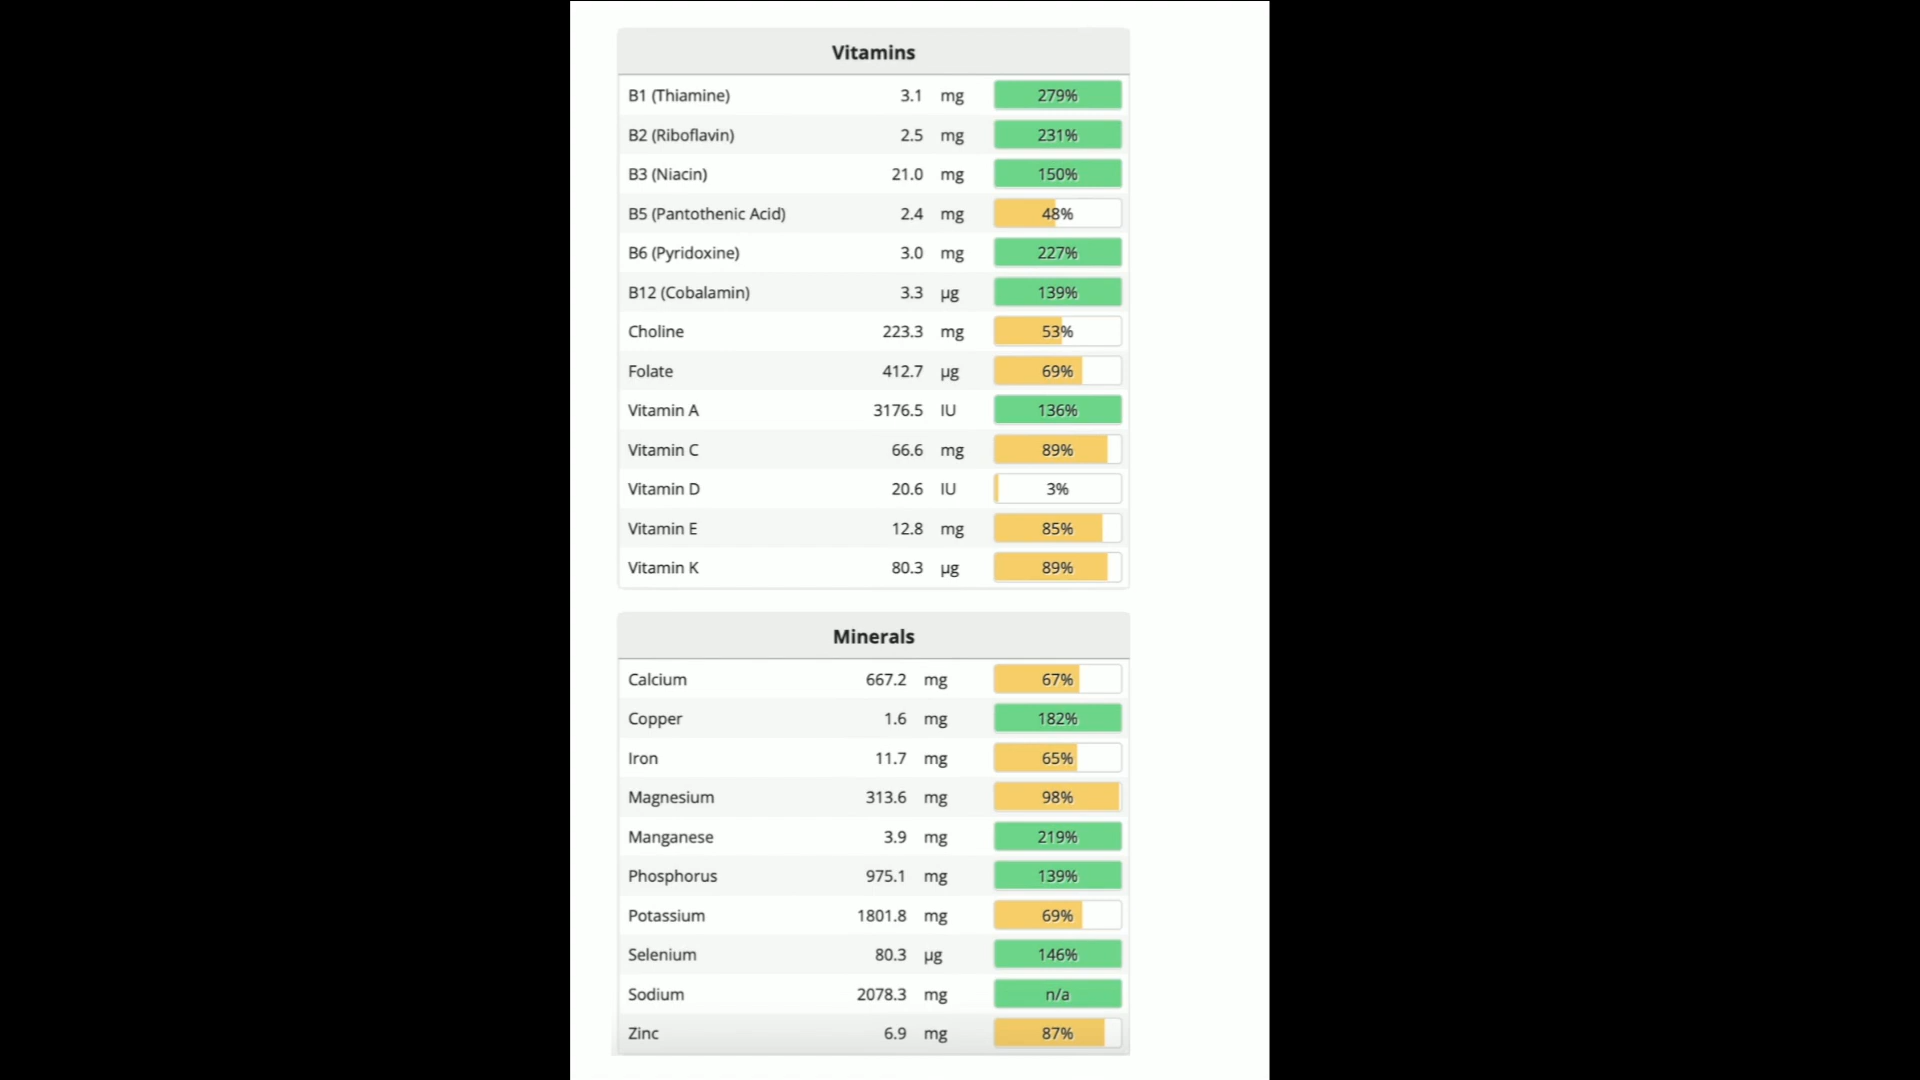 Vitamins
B1 (Thiamine) 3.1 mg 279%
B2 (Riboflavin) 2.5 mg 231%
B3 (Niacin) 21.0 mg 150%
B5 (Pantothenic Acid) 2.4 mg 48%
B6 (Pyridoxine) 3.0 mg 227%
B12 (Cobalamin) 3.3 µg 139%
Choline 223.3 mg 53%
Folate 412.7 µg 69%
Vitamin A 3176.5 IU 136%
Vitamin C 66.6 mg 89%
Vitamin D 20.6 IU 3%
Vitamin E 12.8 mg 85%
Vitamin K 80.3 µg 89%
Minerals
Calcium 667.2 mg 67%
Copper 1.6 mg 182%
Iron 11.7 mg 65%
Magnesium 313.6 mg 98%
Manganese 3.9 mg 219%
Phosphorus 975.1 mg 139%
Potassium 1801.8 mg 69%
Selenium 80.3 µg 146%
Sodium 2078.3 mg n/a
Zinc 6.9 mg 87%